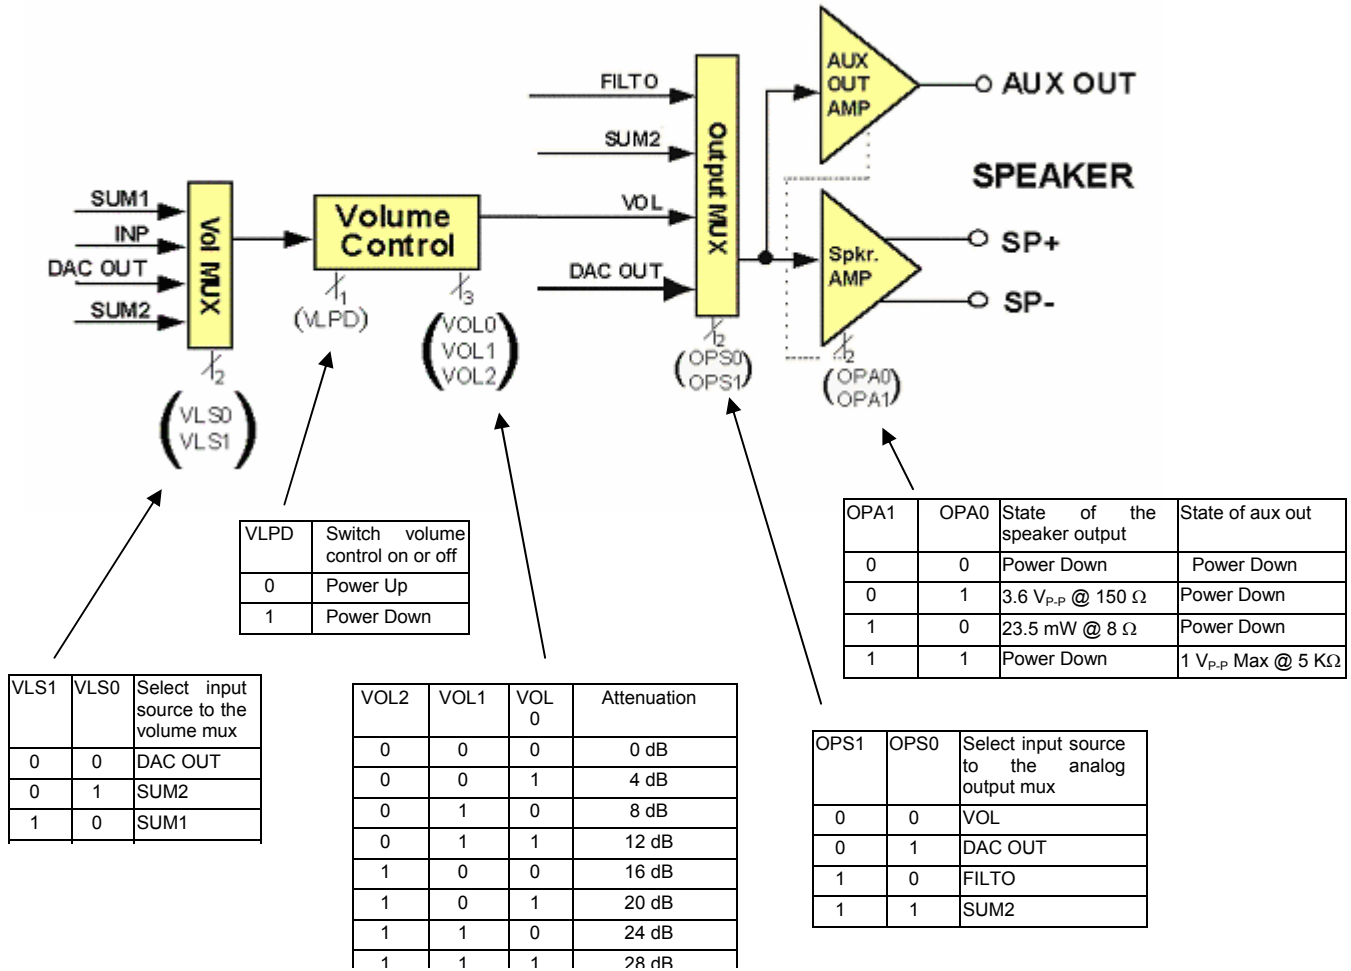 FILTO
SUM2
VOL
DAC OUT
Output MUX
AUX
OUT
AMP
AUX OUT
SPEAKER
Spkr.
AMP
SP+
SP-
SUM1
INP
DAC OUT
SUM2
Vol MUX
Volume
Control
1
(VLPD)
3
(VOL0
VOL1
VOL2)
2
(VLS0
VLS1)
2
(OPS0
OPS1)
2
(OPA0
OPA1)
VLPD Switch volume
control on or off
0 Power Up
1 Power Down
OPA1 OPA0 State of the State of aux out
speaker output
0 0 Power Down Power Down
0 1 3.6 VP-P @ 150 Ω Power Down
1 0 23.5 mW @ 8 Ω Power Down
1 1 Power Down 1 VP-P Max @ 5 KΩ
VLS1 VLS0 Select input
source to the
volume mux
0 0 DAC OUT
0 1 SUM2
1 0 SUM1
VOL2 VOL1 VOL Attenuation
0
0 0 0 0 dB
0 0 1 4 dB
0 1 0 8 dB
0 1 1 12 dB
1 0 0 16 dB
1 0 1 20 dB
1 1 0 24 dB
1 1 1 28 dB
OPS1 OPS0 Select input source
to the analog
output mux
0 0 VOL
0 1 DAC OUT
1 0 FILTO
1 1 SUM2